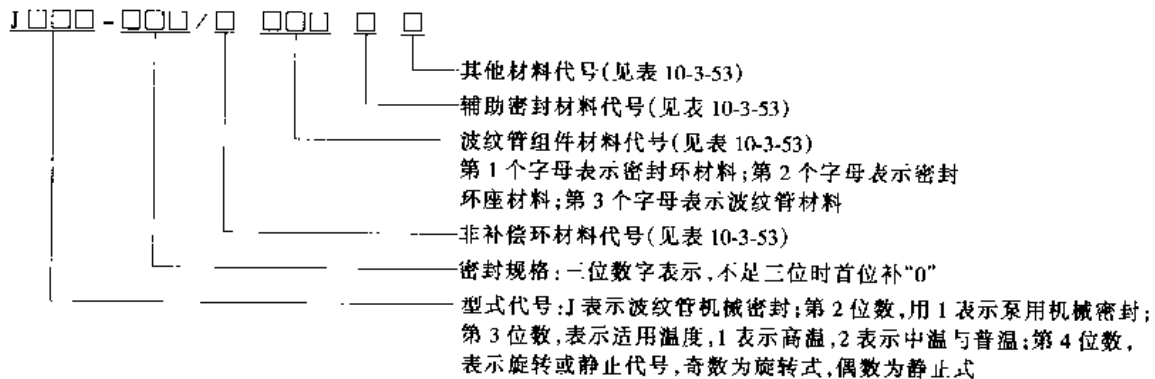 J□□□-□□□/□ □□□ □ □
其他材料代号(见表 10-3-53)
辅助密封材料代号(见表 10-3-53)
波纹管组件材料代号(见表 10-3-53)
第 1 个字母表示密封环材料;第 2 个字母表示密封
环座材料;第 3 个字母表示波纹管材料
非补偿环材料代号(见表 10-3-53)
密封规格:三位数字表示,不足三位时首位补“0”
型式代号:J 表示波纹管机械密封;第 2 位数,用 1 表示泵用机械密封;
第 3 位数,表示适用温度,1 表示高温,2 表示中温与普温;第 4 位数,
表示旋转或静止代号,奇数为旋转式,偶数为静止式